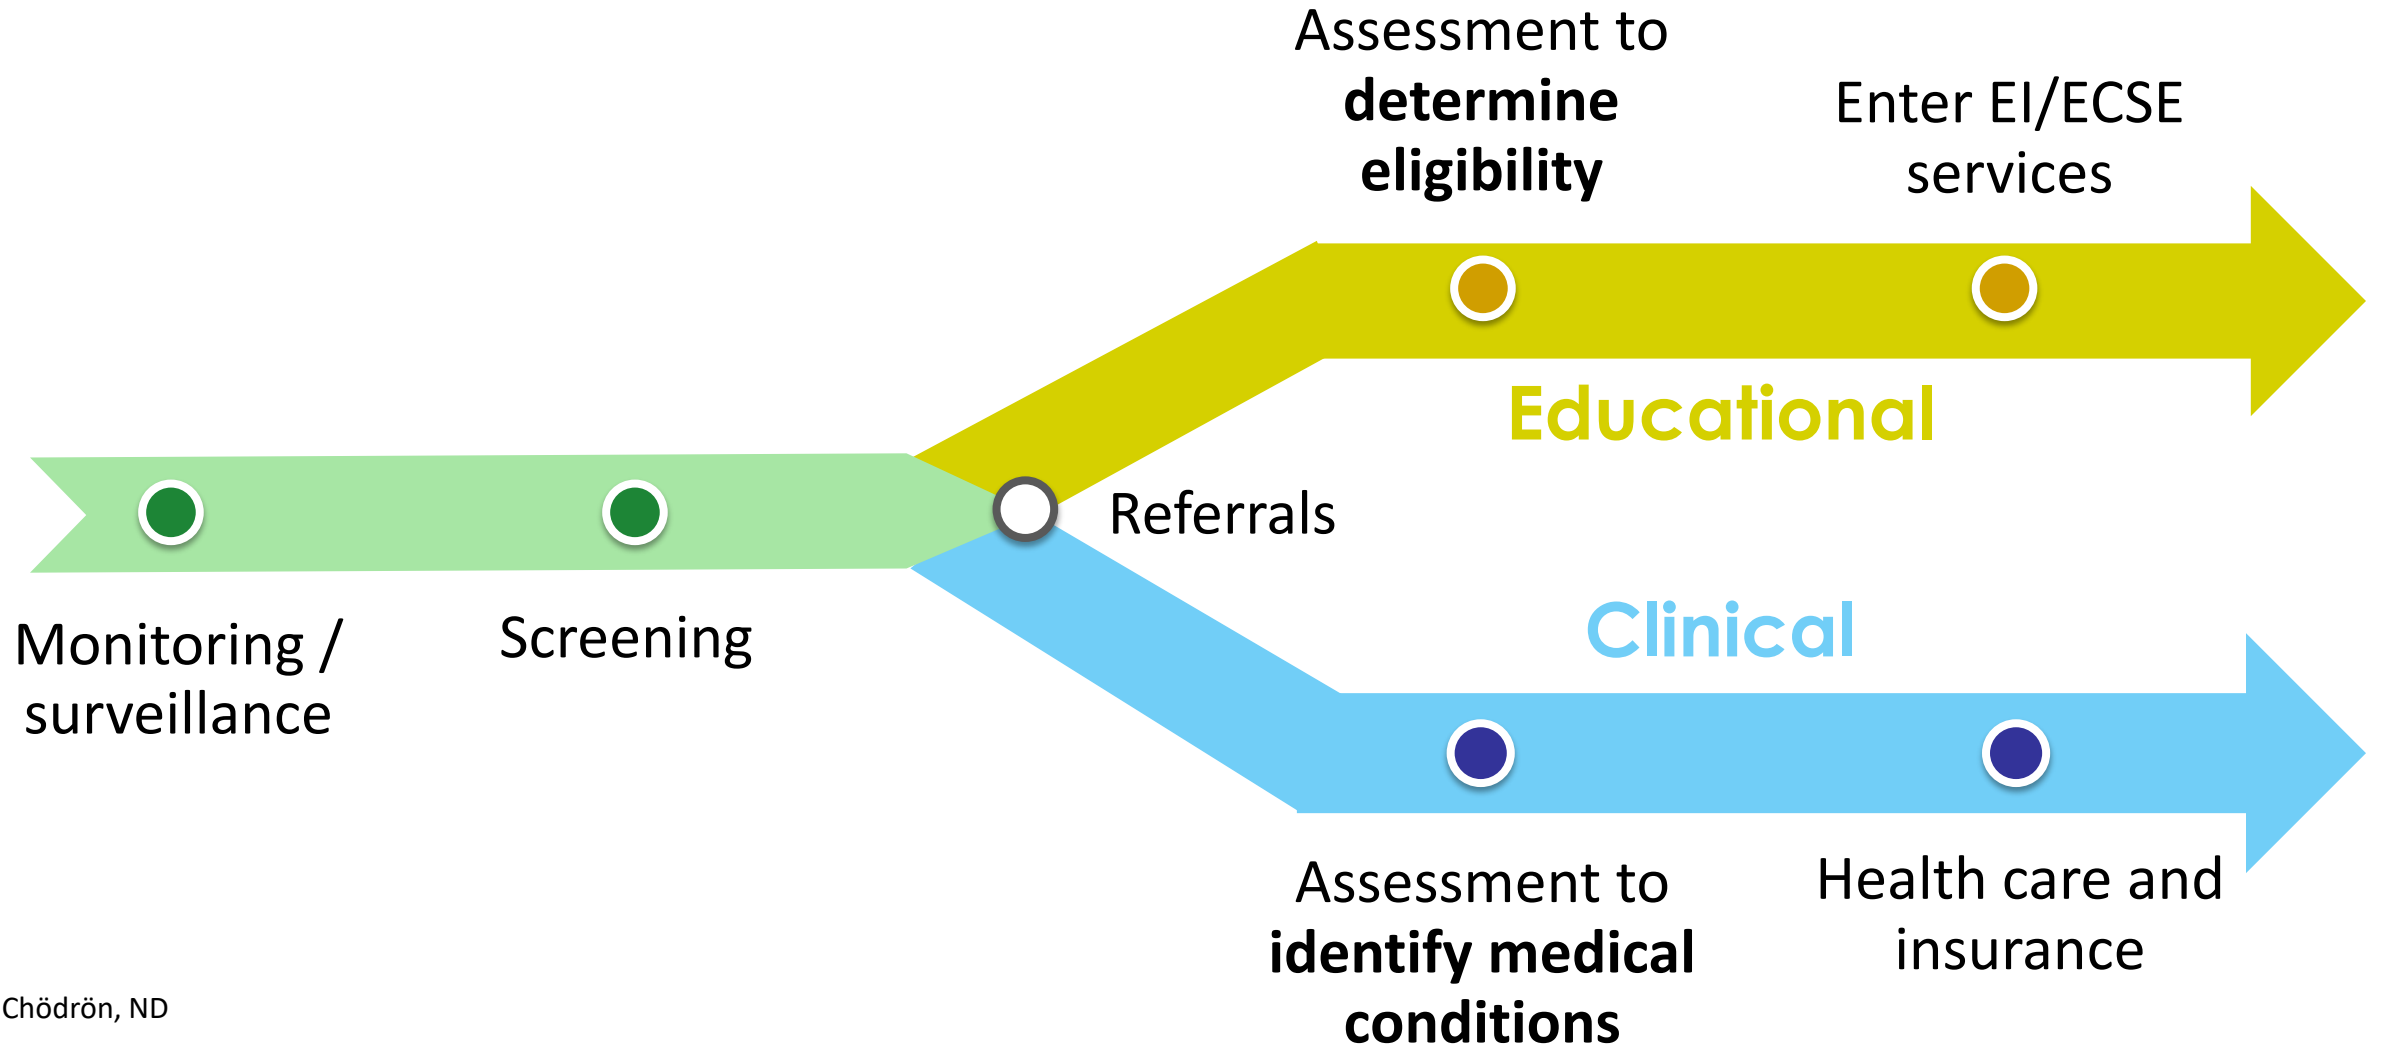 Assessment to
determine
eligibility
Enter EI/ECSE
services
Educational
Referrals
Monitoring /
surveillance
Screening
Clinical
Assessment to
identify medical
conditions
Health care and
insurance
Chödrön, ND